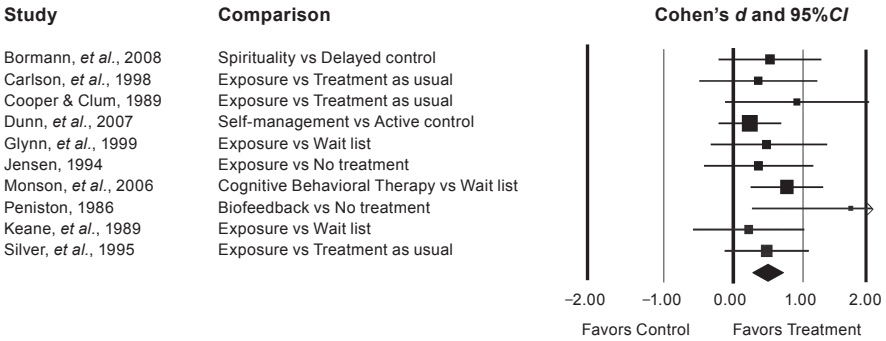 Study Comparison Cohen's d and 95%CI
Bormann, et al., 2008 Spirituality vs Delayed control
Carlson, et al., 1998 Exposure vs Treatment as usual
Cooper & Clum, 1989 Exposure vs Treatment as usual
Dunn, et al., 2007 Self-management vs Active control
Glynn, et al., 1999 Exposure vs Wait list
Jensen, 1994 Exposure vs No treatment
Monson, et al., 2006 Cognitive Behavioral Therapy vs Wait list
Peniston, 1986 Biofeedback vs No treatment
Keane, et al., 1989 Exposure vs Wait list
Silver, et al., 1995 Exposure vs Treatment as usual
−2.00 −1.00 0.00 1.00 2.00
Favors Control Favors Treatment